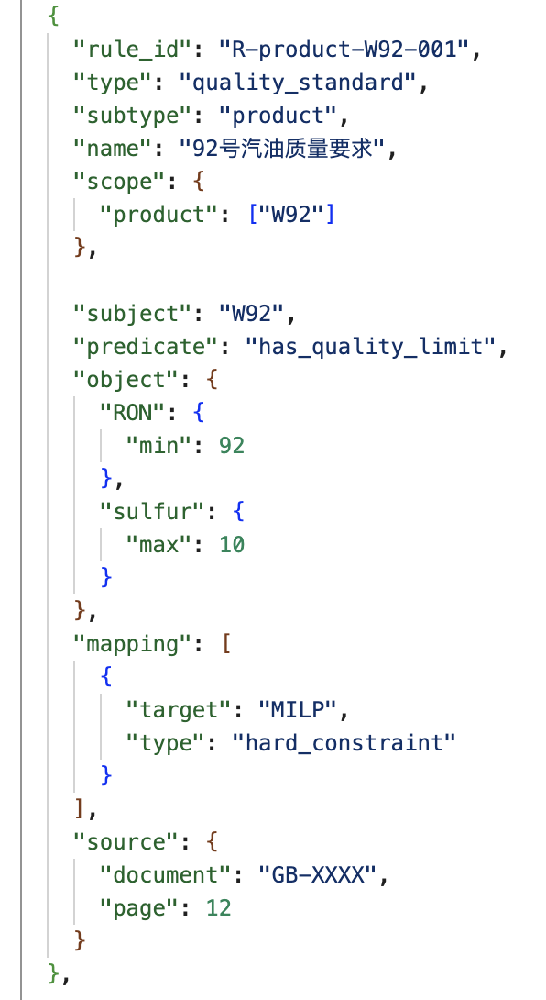 {
"rule_id": "R-product-W92-001",
"type": "quality_standard",
"subtype": "product",
"name": "92号汽油质量要求",
"scope": {
"product": ["W92"]
},
"subject": "W92",
"predicate": "has_quality_limit",
"object": {
"RON": {
"min": 92
},
"sulfur": {
"max": 10
}
},
"mapping": [
{
"target": "MILP",
"type": "hard_constraint"
}
],
"source": {
"document": "GB-XXXX",
"page": 12
}
},